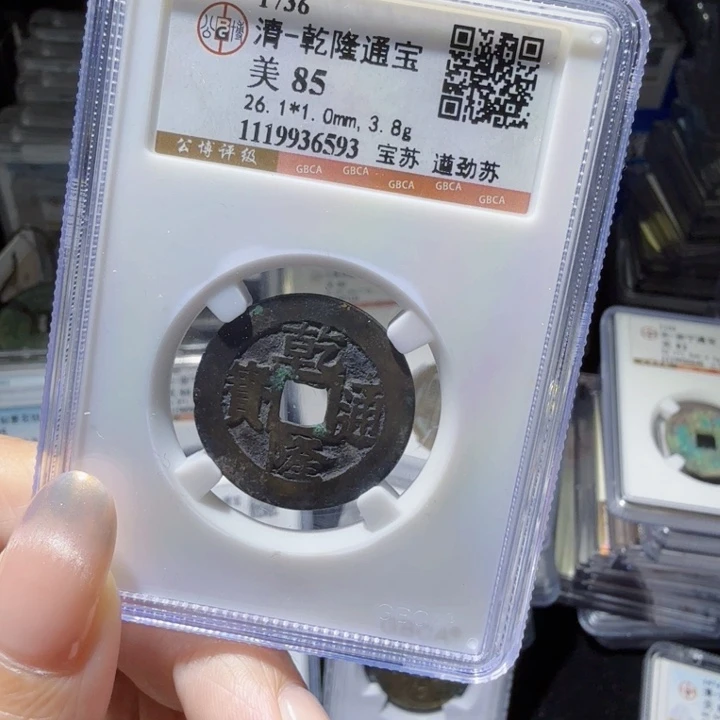 1736
清-乾隆通宝
美 85
26.1*1.0mm, 3.8g
1119936593 宝苏 遒劲苏
公博评级 GBCA GBCA GBCA GBCA GBCA
乾隆通寶